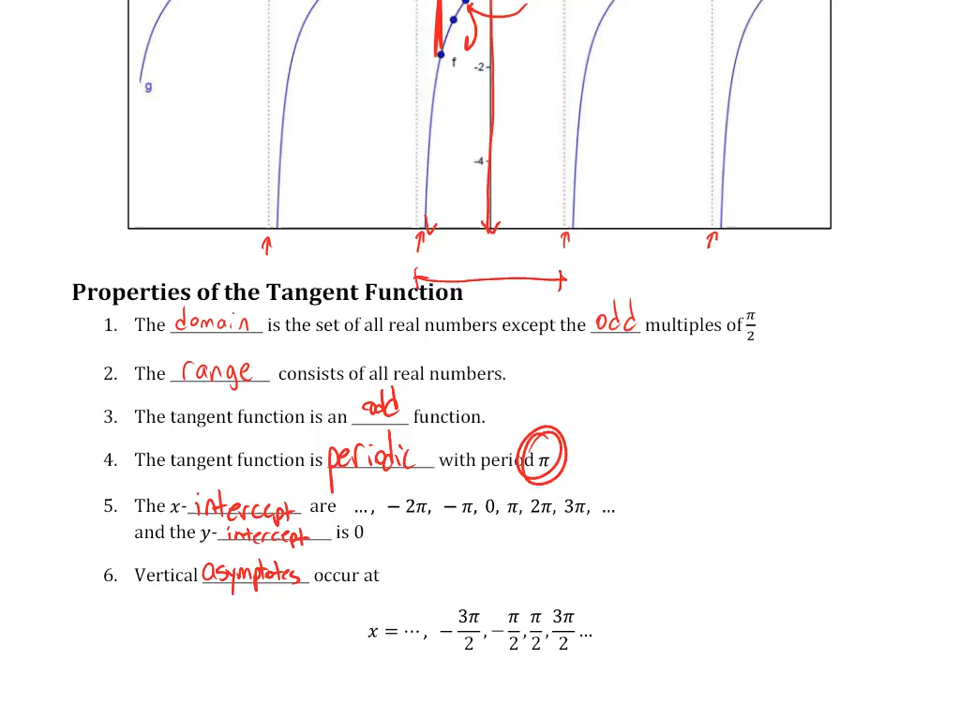 f
-2
g
-4
Properties of the Tangent Function
1. The domain is the set of all real numbers except the odd multiples of π/2
2. The range consists of all real numbers.
3. The tangent function is an odd function.
4. The tangent function is periodic with period π
5. The x-intercept are …, − 2π, − π, 0, π, 2π, 3π, …
and the y-intercept is 0
6. Vertical asymptotes occur at
x = ⋯, − 3π/2, − π/2, π/2, 3π/2 …